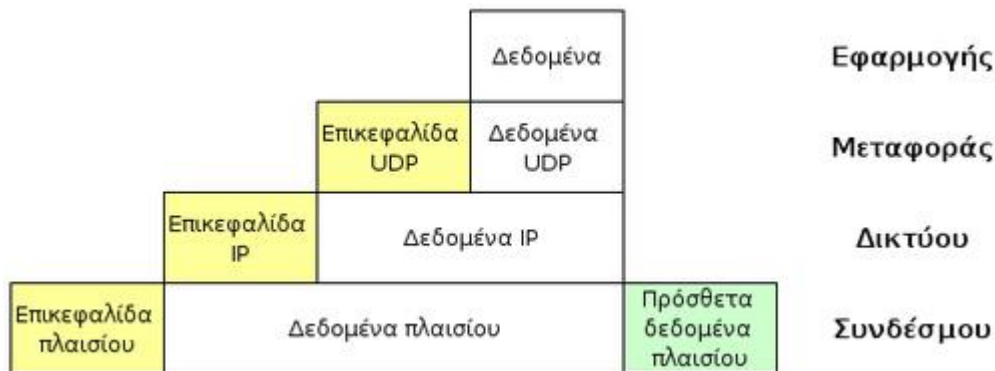 Δεδομένα
Εφαρμογής
Επικεφαλίδα
UDP
Δεδομένα
UDP
Μεταφοράς
Επικεφαλίδα
IP
Δεδομένα IP
Δικτύου
Επικεφαλίδα
πλαισίου
Δεδομένα πλαισίου
Πρόσθετα
δεδομένα
πλαισίου
Συνδέσμου